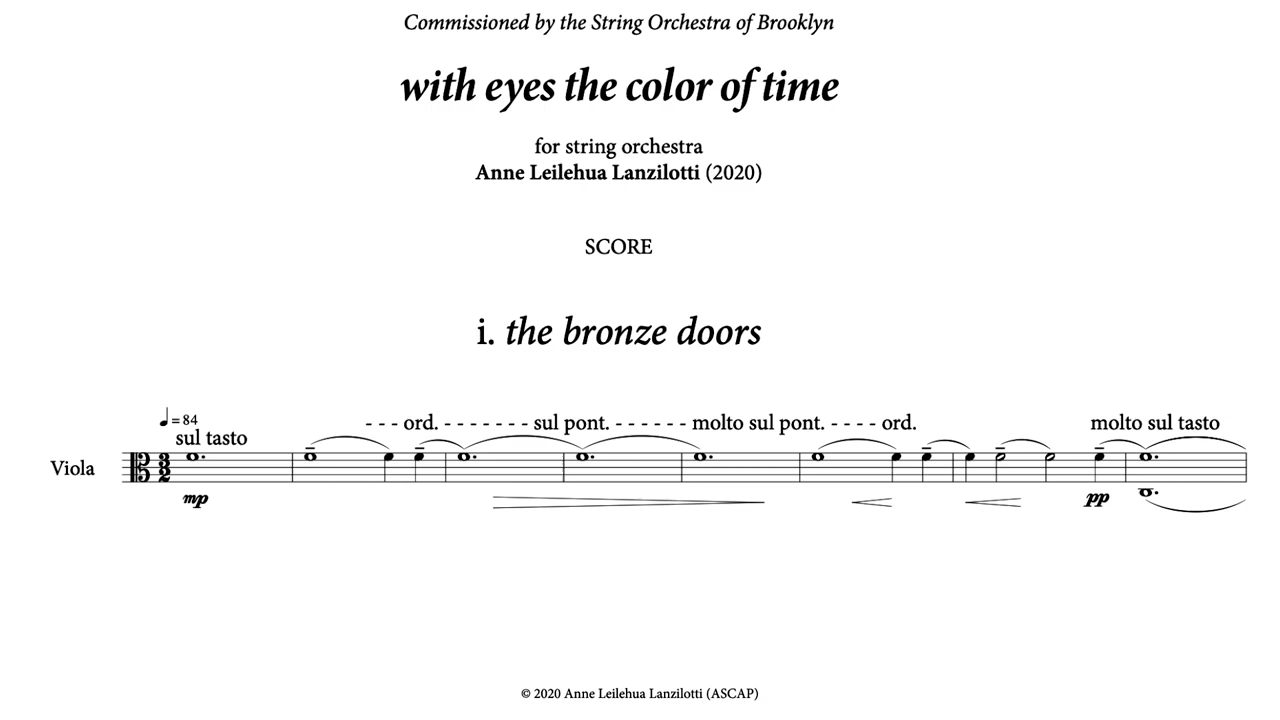 Commissioned by the String Orchestra of Brooklyn
with eyes the color of time
for string orchestra
Anne Leilehua Lanzilotti (2020)
SCORE
i. the bronze doors
= 84
sul tasto
- - - ord. - - - - - - - sul pont. - - - - - - molto sul pont. - - - - ord.
molto sul tasto
Viola
3
2
mp
pp
© 2020 Anne Leilehua Lanzilotti (ASCAP)